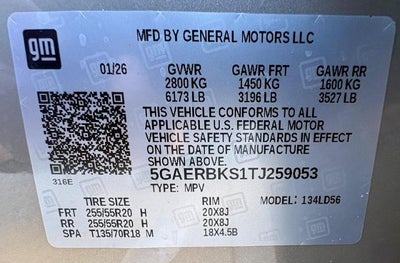 gm MFD BY GENERAL MOTORS LLC
01/26 GVWR GAWR FRT GAWR RR
2800 KG 1450 KG 1600 KG
6173 LB 3196 LB 3527 LB
THIS VEHICLE CONFORMS TO ALL
APPLICABLE U.S. FEDERAL MOTOR
VEHICLE SAFETY STANDARDS IN EFFECT
ON THE DATE OF MANUFACTURE
SHOWN ABOVE.
316E 5GAERBKS1TJ259053
TYPE: MPV
TIRE SIZE RIM MODEL: 134LD56
FRT 255/55R20 H 20X8J
RR 255/55R20 H 20X8J
SPA T135/70R18 M 18X4.5B